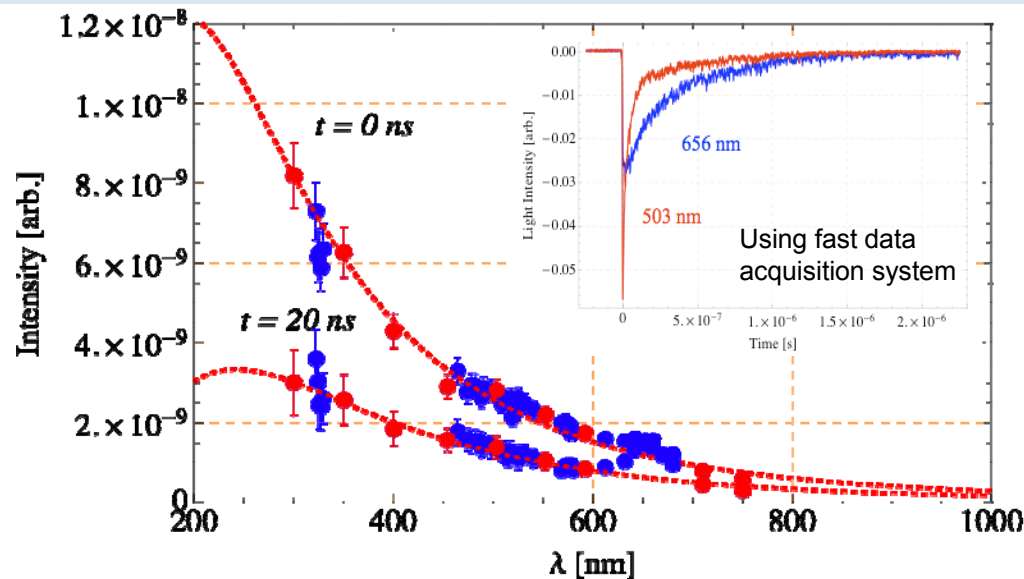 1.2×10⁻⁸
1.×10⁻⁸
8.×10⁻⁹
6.×10⁻⁹
4.×10⁻⁹
2.×10⁻⁹
0
Intensity [arb.]
t = 0 ns
t = 20 ns
200 400 600 800 1000
λ [nm]
0.00
−0.01
−0.02
−0.03
−0.04
−0.05
Light Intensity [arb.]
656 nm
503 nm
Using fast data
acquisition system
0 5.×10⁻⁷ 1.×10⁻⁶ 1.5×10⁻⁶ 2.×10⁻⁶
Time [s]